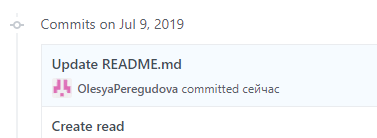 Commits on Jul 9, 2019
Update README.md
OlesyaPeregudova committed сейчас
Create read